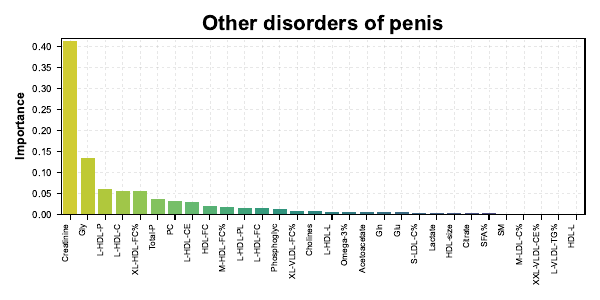 Other disorders of penis
Importance
0.40
0.35
0.30
0.25
0.20
0.15
0.10
0.05
0.00
Creatinine
Gly
L-HDL-P
L-HDL-C
XL-HDL-FC%
Total-P
PC
L-HDL-CE
HDL-FC
M-HDL-FC%
L-HDL-PL
L-HDL-FC
Phosphoglyc
XL-VLDL-FC%
Cholines
L-HDL-L
Omega-3%
Acetoacetate
Gln
Glu
S-LDL-C%
Lactate
HDL-size
Citrate
SFA%
SM
M-LDL-C%
XXL-VLDL-CE%
L-VLDL-TG%
HDL-L